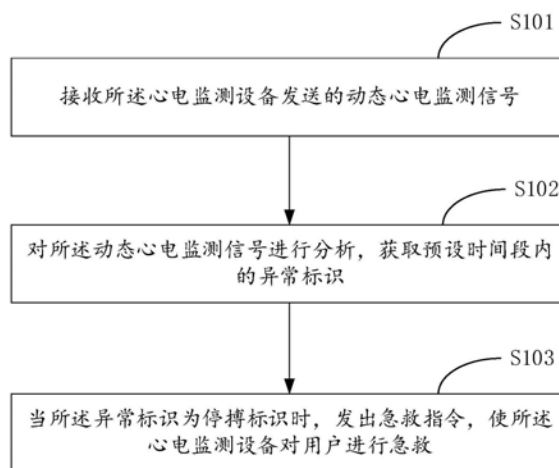 S101
接收所述心电监测设备发送的动态心电监测信号
S102
对所述动态心电监测信号进行分析，获取预设时间段内
的异常标识
S103
当所述异常标识为停搏标识时，发出急救指令，使所述
心电监测设备对用户进行急救